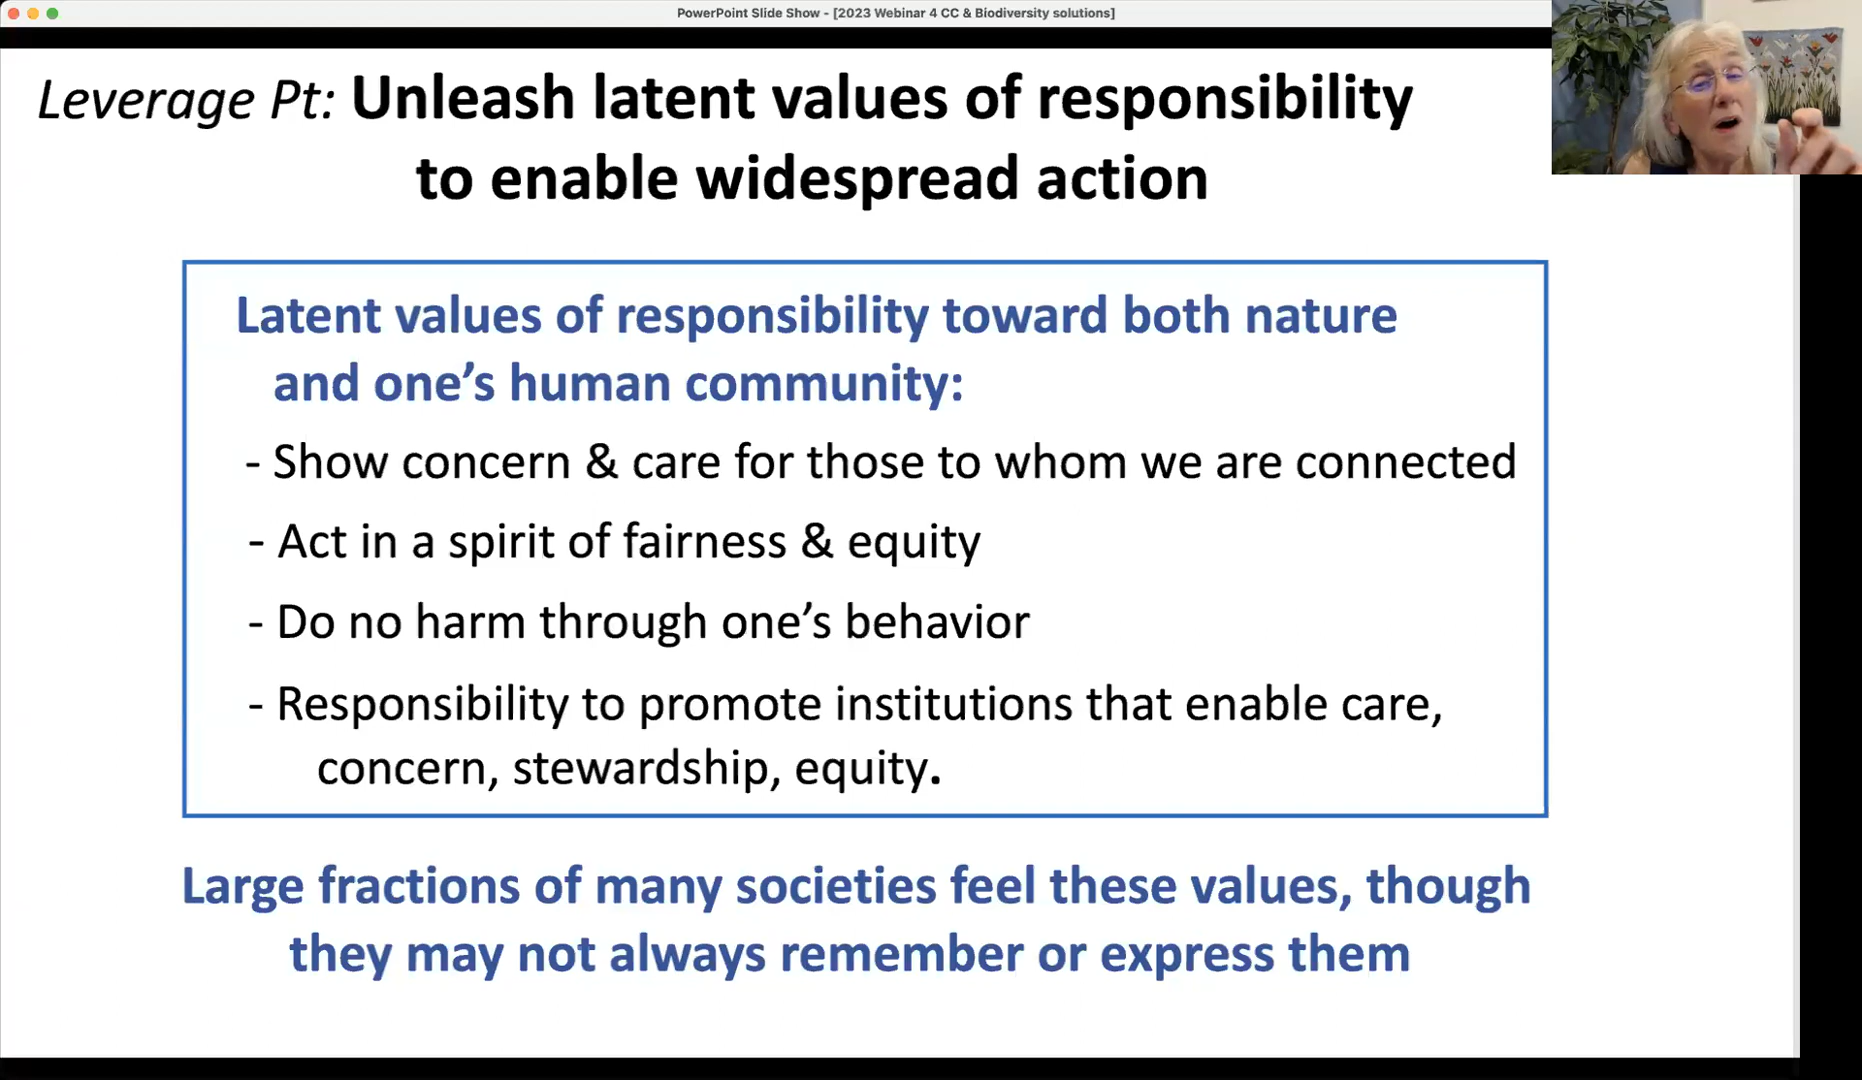 PowerPoint Slide Show - [2023 Webinar 4 CC & Biodiversity solutions]
Leverage Pt: Unleash latent values of responsibility
to enable widespread action
Latent values of responsibility toward both nature
and one’s human community:
- Show concern & care for those to whom we are connected
- Act in a spirit of fairness & equity
- Do no harm through one’s behavior
- Responsibility to promote institutions that enable care,
concern, stewardship, equity.
Large fractions of many societies feel these values, though
they may not always remember or express them